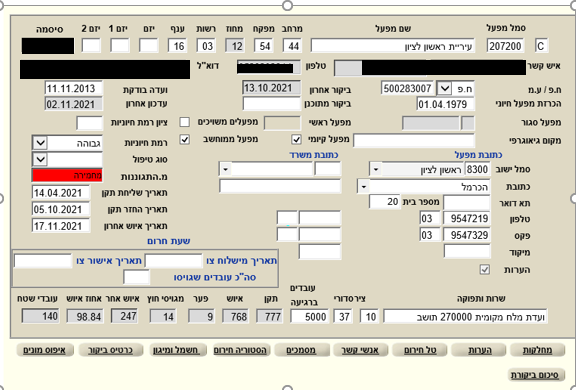 סמל מפעל שם מפעל מרחב מפקח מחוז רשות ענף יזם יזם 1 יזם 2 סיסמה
C 207200 עיריית ראשון לציון 44 54 12 03 16
איש קשר טלפון דוא"ל
ח.פ / ע.מ ח.פ 500283007 ביקור אחרון 13.10.2021 ועדה בודקת 11.11.2013
הכרזת מפעל חיוני 01.04.1979 ביקור מתוכנן עדכון אחרון 02.11.2021
מפעל סגור מפעל ראשי מפעלים משויכים ציון רמת חיוניות
מקום גיאוגרפי מפעל קיומי מפעל ממוחשב רמת חיוניות גבוהה
כתובת מפעל כתובת משרד סוג טיפול
סמל ישוב 8300 ראשון לציון מ.התגוננות
כתובת הכרמל תאריך שליחת תקן 14.04.2021
תא דואר מספר בית 20 תאריך החזר תקן 05.10.2021
טלפון 9547219 03 תאריך איוש אחרון 17.11.2021
פקס 9547329 03 שעת חרום
מיקוד תאריך משלוח צו תאריך אישור צו
הערות סה"כ עובדים שגויסו
שרות ותפוקה ציר סדורי עובדים ברגיעה תקן איוש פער מגויסי חוץ איוש אחר אחוז איוש עובדי שטח
ועדת מלח מקומית 270000 תושב 10 37 5000 777 768 9 14 247 98.84 140
מחלקות הערות טל חירום אנשי קשר מסמכים הסטוריה חירום חשמל ומיגון כרטיס ביקור איפוס מונים
סיכום ביקורת